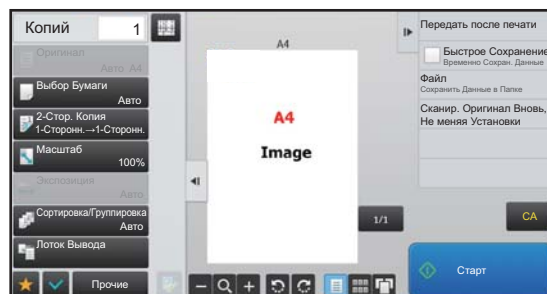 Копий 1
Оригинал
Авто A4
Выбор Бумаги
Авто
2-Стор. Копия
1-Сторонн.→1-Сторонн.
Масштаб
100%
Экспозиция
Авто
Сортировка/Группировка
Авто
Лоток Вывода
Прочие
A4
A4
Image
1/1
Передать после печати
Быстрое Сохранение
Временно Сохран. Данные
Файл
Сохранить Данные в Папке
Сканир. Оригинал Вновь,
Не меняя Установки
CA
Старт